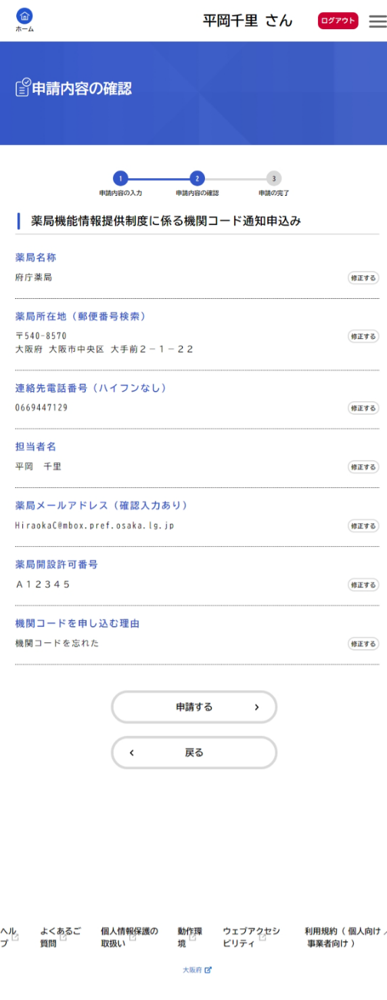 ホーム
平岡千里 さん
ログアウト
申請内容の確認
1
2
3
申請内容の入力
申請内容の確認
申請の完了
薬局機能情報提供制度に係る機関コード通知申込み
薬局名称
府庁薬局
修正する
薬局所在地（郵便番号検索）
〒540-8570
大阪府 大阪市中央区 大手前２－１－２２
修正する
連絡先電話番号（ハイフンなし）
0669447129
修正する
担当者名
平岡　千里
修正する
薬局メールアドレス（確認入力あり）
HiraokaC@mbox.pref.osaka.lg.jp
修正する
薬局開設許可番号
Ａ１２３４５
修正する
機関コードを申し込む理由
機関コードを忘れた
修正する
申請する
戻る
ヘル
プ
よくあるご
質問
個人情報保護の
取扱い
動作環
境
ウェブアクセシ
ビリティ
利用規約（ 個人向け ／
事業者向け ）
大阪府